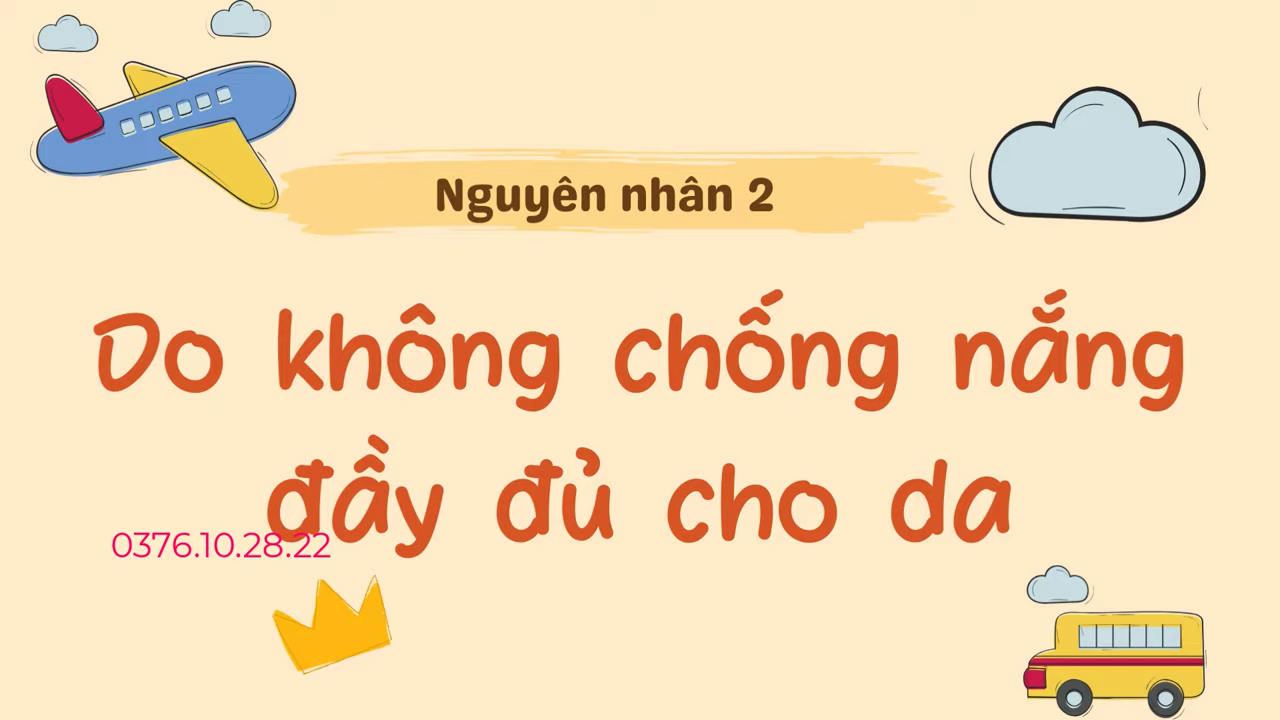 Nguyên nhân 2
Do không chống nắng
đầy đủ cho da
0376.10.28.22